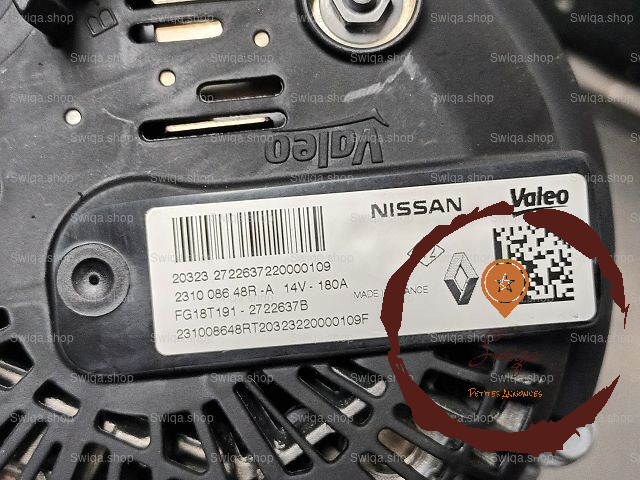 B
Valeo
NISSAN
Valeo
20323 2722637220000109
2310 086 48R -A 14V - 180A
FG18T191 - 2722637B
MADE IN FRANCE
231008648RT20323220000109F
PETITES ANNONCES
Swiqa.shop